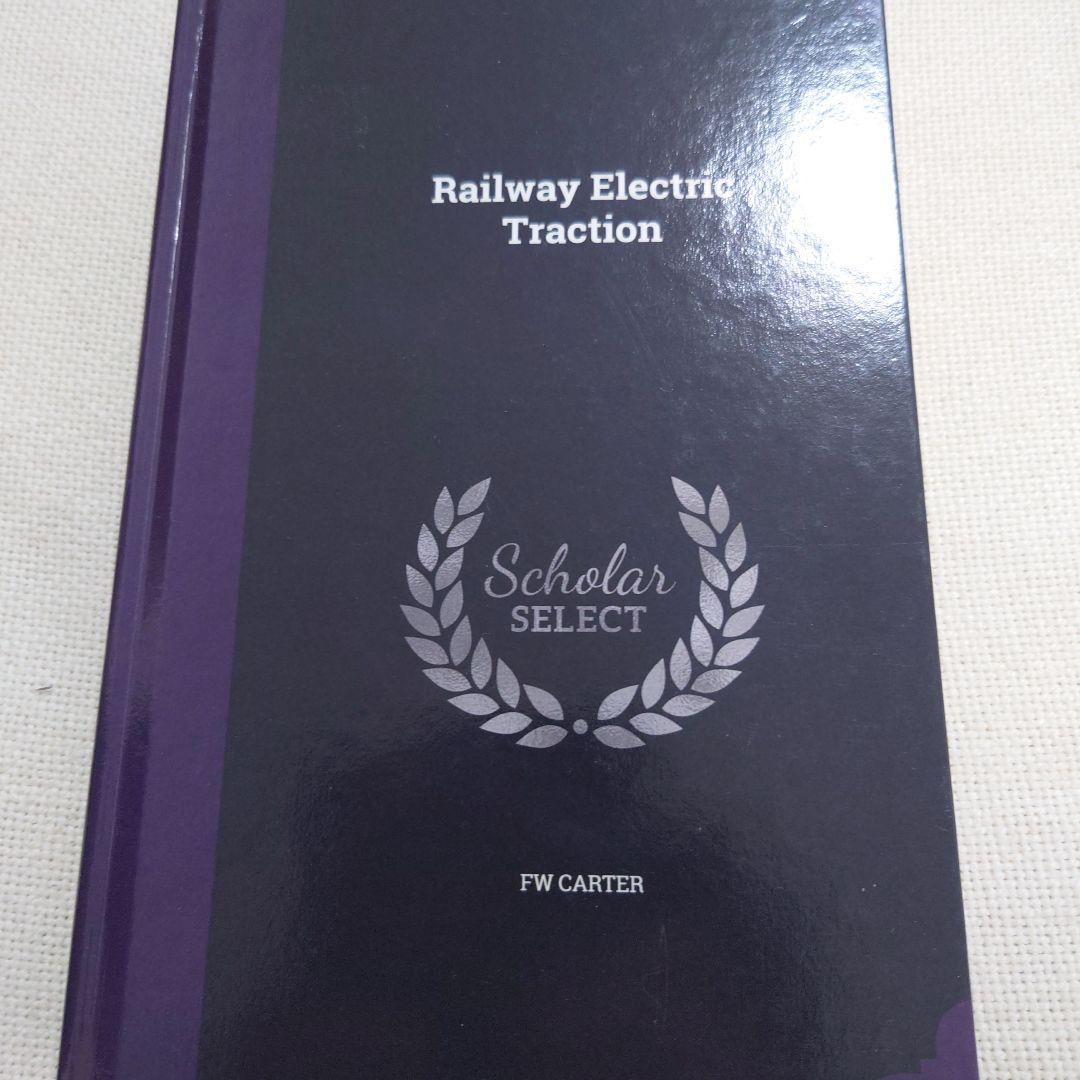 Railway Electric
Traction
Scholar
SELECT
FW CARTER